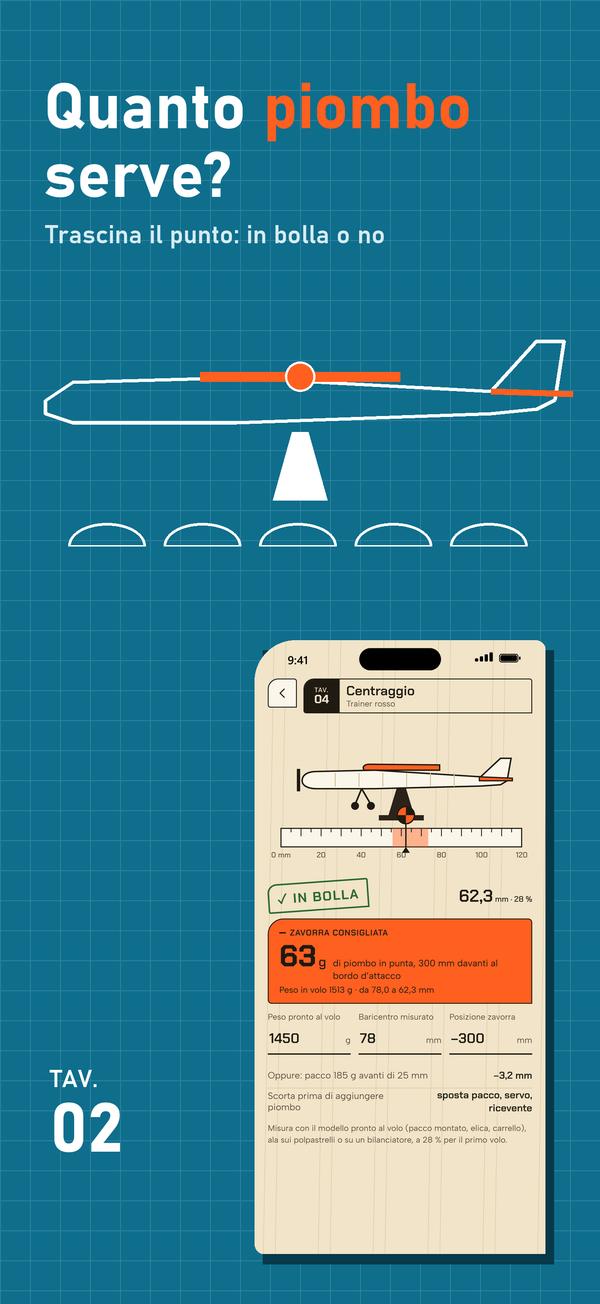 Quanto piombo
serve?
Trascina il punto: in bolla o no
9:41
TAV.
04
Centraggio
Trainer rosso
0 mm 20 40 60 80 100 120
✓ IN BOLLA
62,3 mm · 28 %
— ZAVORRA CONSIGLIATA
63 g di piombo in punta, 300 mm davanti al
bordo d'attacco
Peso in volo 1513 g · da 78,0 a 62,3 mm
Peso pronto al volo Baricentro misurato Posizione zavorra
1450 g 78 mm −300 mm
Oppure: pacco 185 g avanti di 25 mm −3,2 mm
Scorta prima di aggiungere
piombo
sposta pacco, servo,
ricevente
Misura con il modello pronto al volo (pacco montato, elica, carrello),
ala sui polpastrelli o su un bilanciatore, a 28 % per il primo volo.
TAV.
02